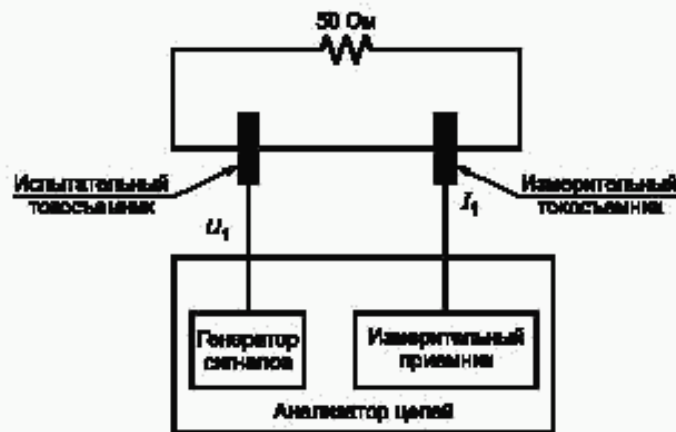 50 Ом
Испытательный
токосъемник
Измерительный
токосъемник
U₁
I₁
Генератор
сигналов
Измерительный
приемник
Анализатор цепей